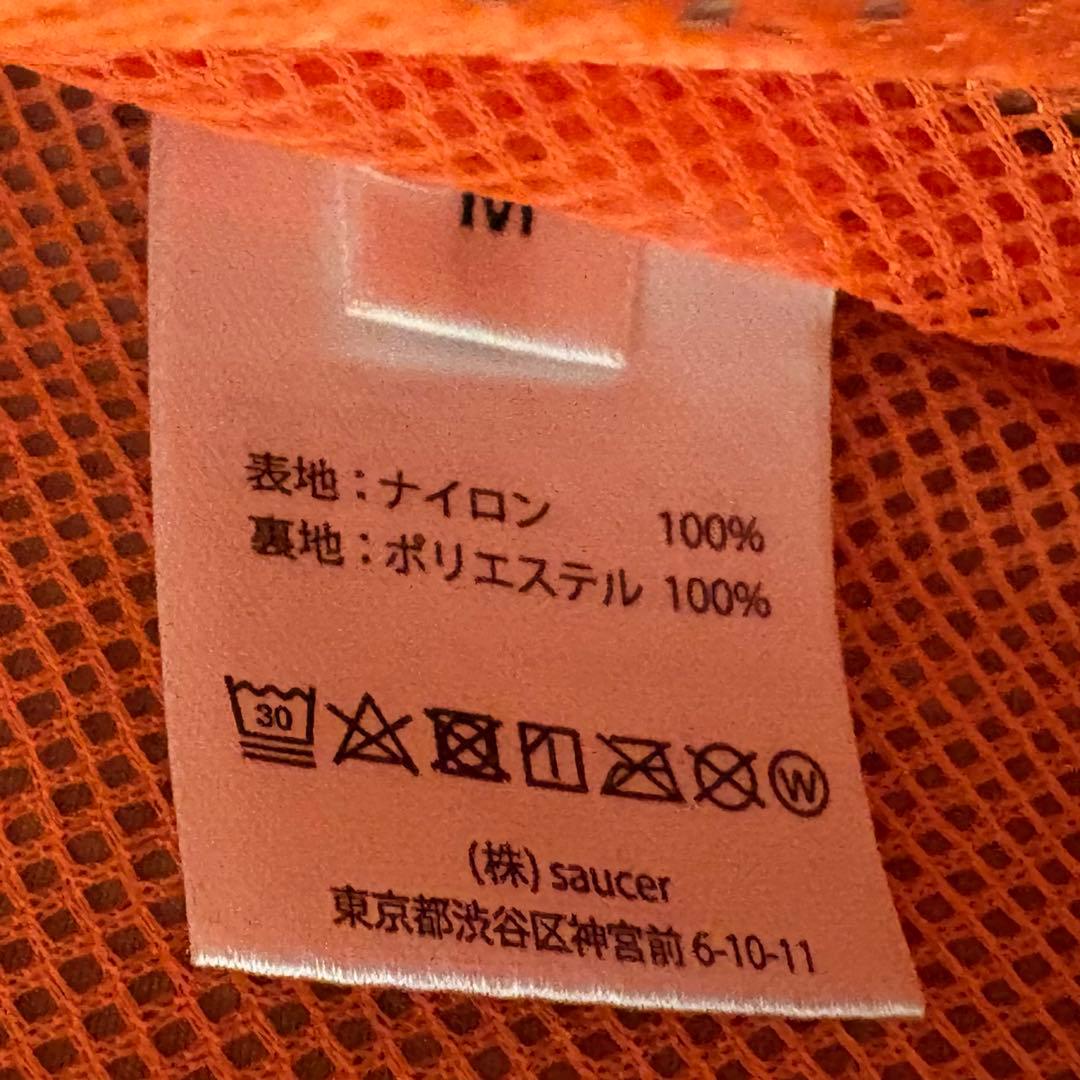 M
表地：ナイロン 100%
裏地：ポリエステル 100%
30
W
(株) saucer
東京都渋谷区神宮前 6-10-11